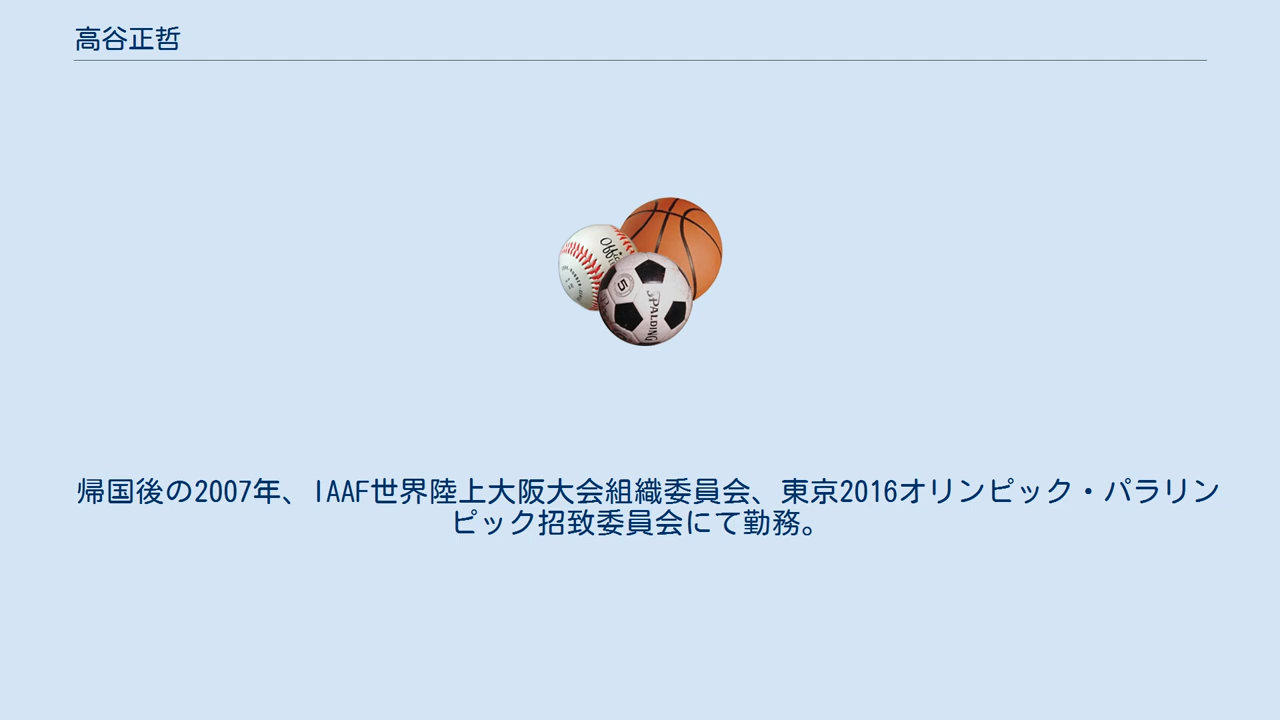 高谷正哲
帰国後の2007年、IAAF世界陸上大阪大会組織委員会、東京2016オリンピック・パラリン
ピック招致委員会にて勤務。
5
SPALDING